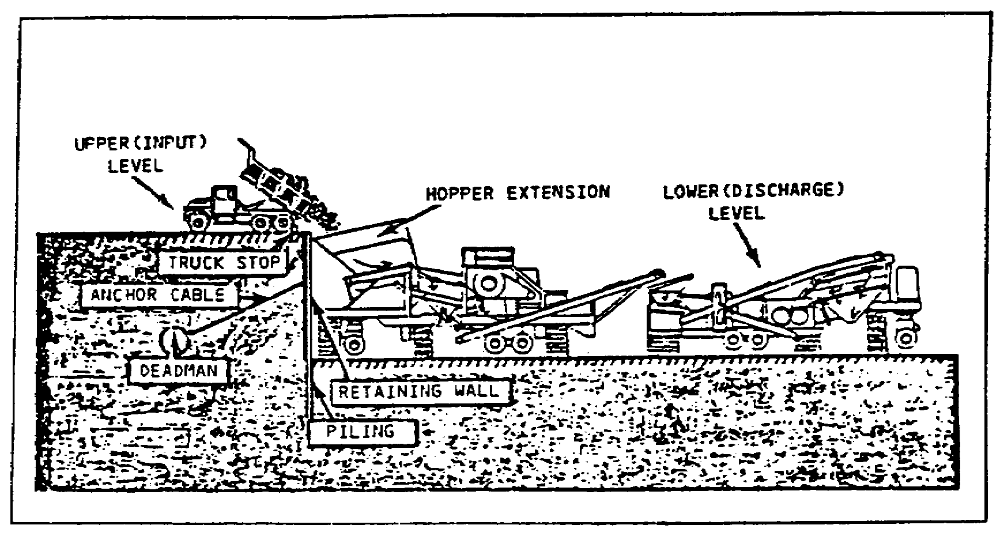 UPPER(INPUT)
LEVEL
HOPPER EXTENSION
LOWER(DISCHARGE)
LEVEL
TRUCK STOP
ANCHOR CABLE
DEADMAN
RETAINING WALL
PILING